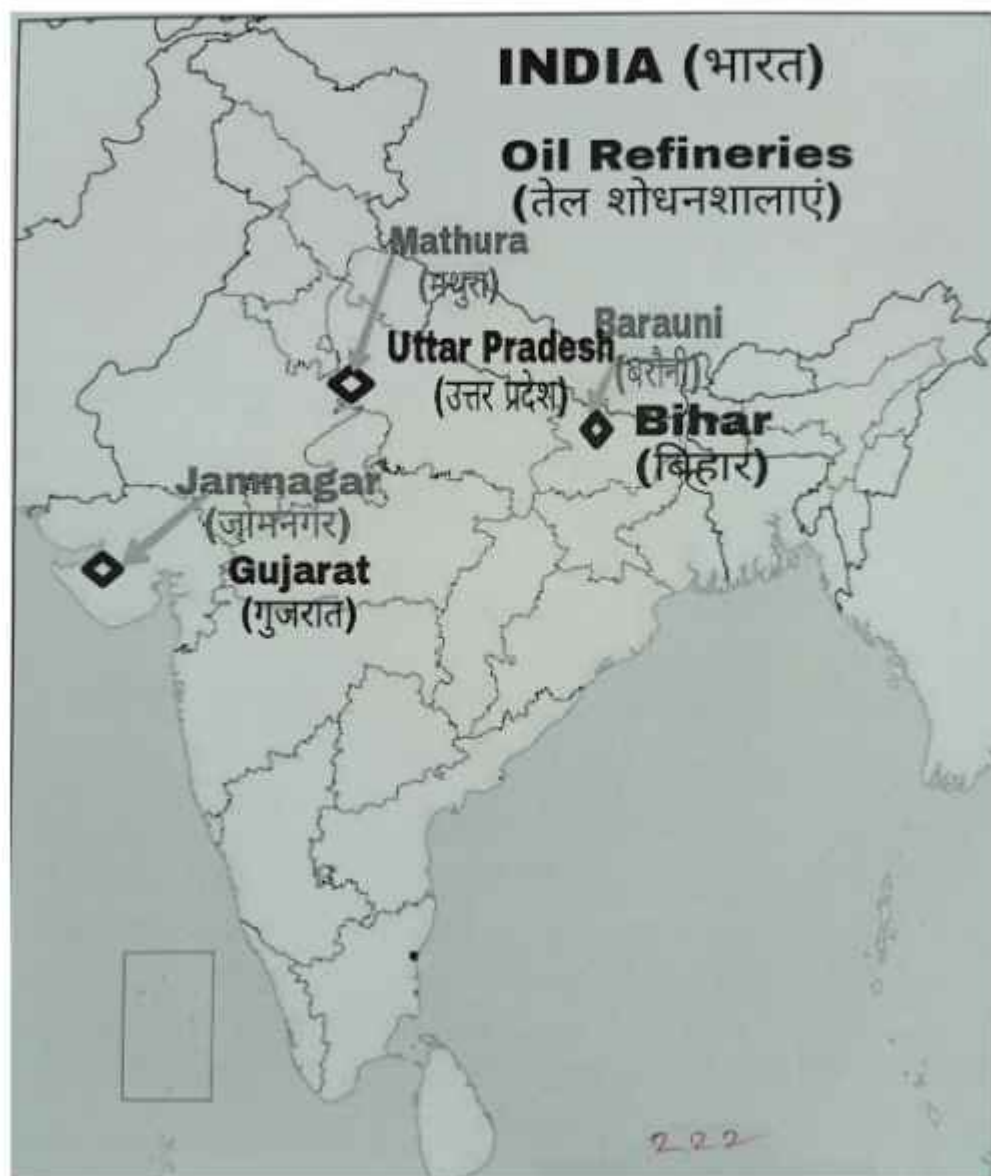 INDIA (भारत)
Oil Refineries
(तेल शोधनशालाएं)
Mathura
(मथुरा)
Barauni
(बरौनी)
Uttar Pradesh
(उत्तर प्रदेश)
Bihar
(बिहार)
Jamnagar
(जामनगर)
Gujarat
(गुजरात)
222